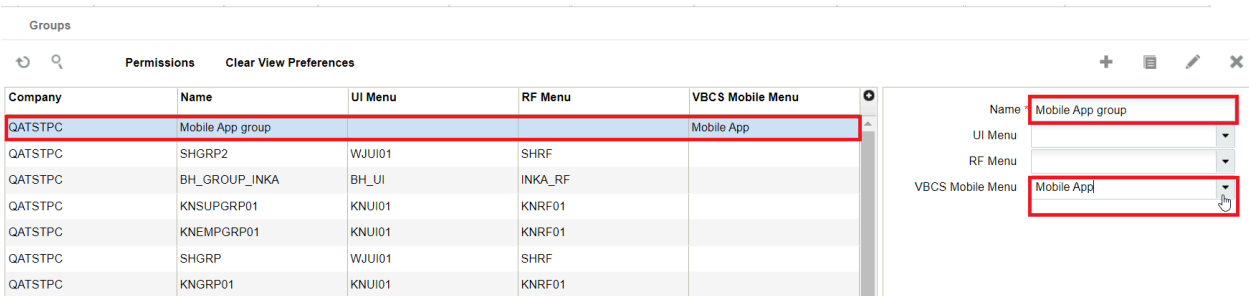 Groups
Permissions Clear View Preferences
Company Name UI Menu RF Menu VBCS Mobile Menu
QATSTPC Mobile App group Mobile App
QATSTPC SHGRP2 WJUI01 SHRF
QATSTPC BH_GROUP_INKA BH_UI INKA_RF
QATSTPC KNSUPGRP01 KNUI01 KNRF01
QATSTPC KNEMPGRP01 KNUI01 KNRF01
QATSTPC SHGRP WJUI01 SHRF
QATSTPC KNGRP01 KNUI01 KNRF01
Name * Mobile App group
UI Menu
RF Menu
VBCS Mobile Menu Mobile App